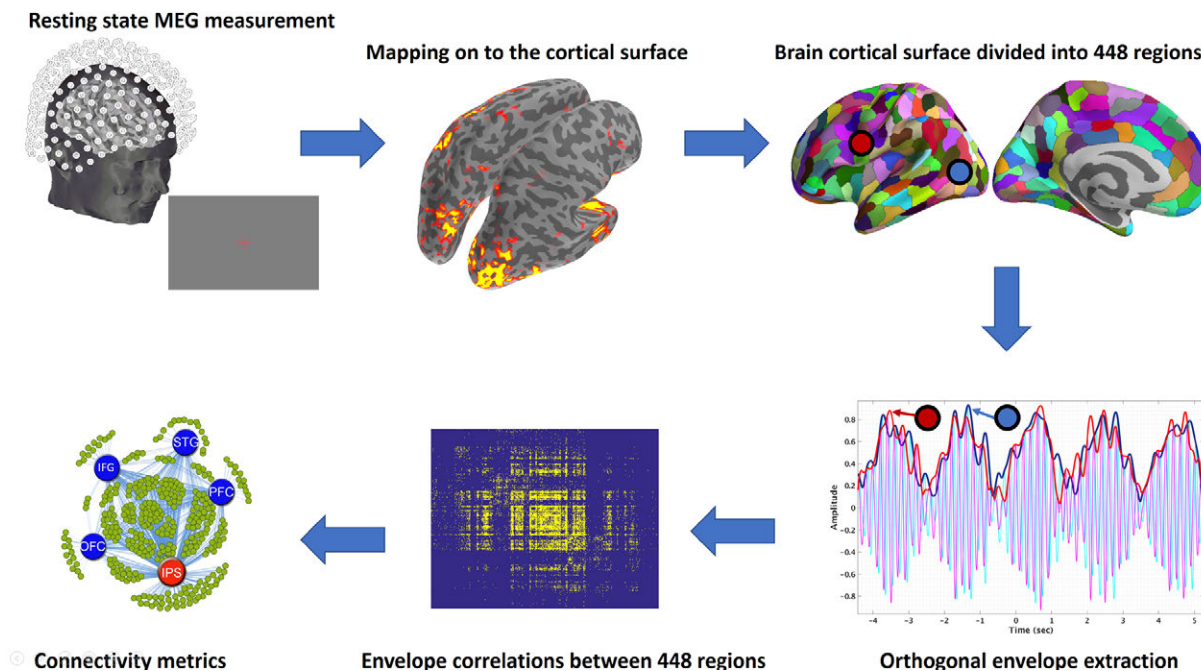 Resting state MEG measurement
Mapping on to the cortical surface
Brain cortical surface divided into 448 regions
STG
IFG
PFC
OFC
IPS
Amplitude
0.8
0.6
0.4
0.2
0
-0.2
-0.4
-0.6
-0.8
-4 -3 -2 -1 0 1 2 3 4 5
Time (sec)
Connectivity metrics
Envelope correlations between 448 regions
Orthogonal envelope extraction